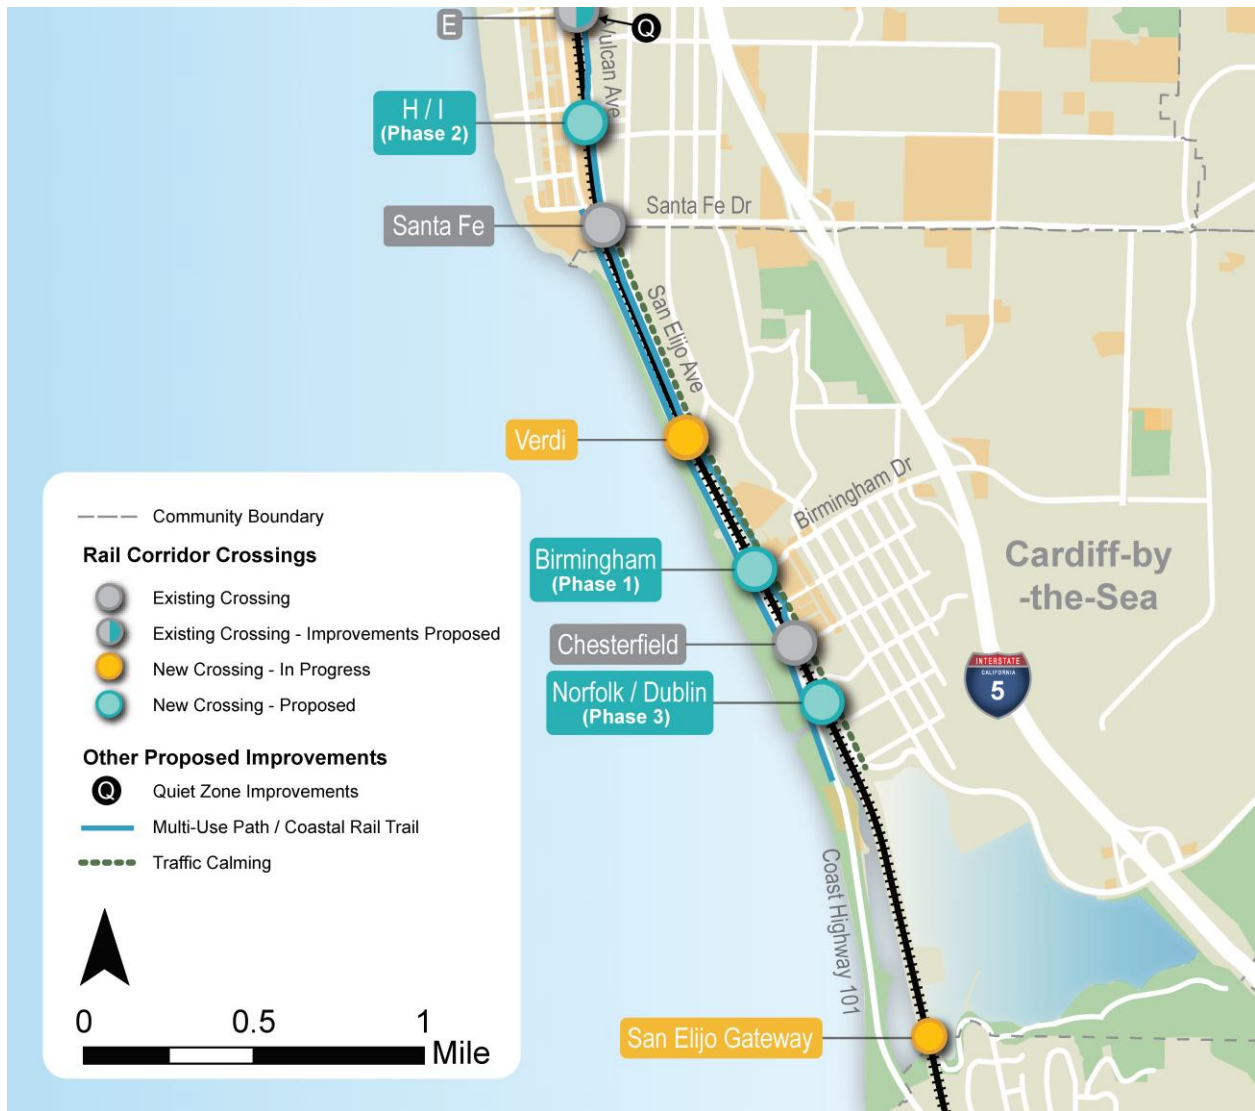 E
Q
Vulcan Ave
H / I
(Phase 2)
Santa Fe
Santa Fe Dr
San Elijo Ave
Verdi
Birmingham Dr
Birmingham
(Phase 1)
Cardiff-by
-the-Sea
Chesterfield
INTERSTATE
CALIFORNIA
5
Norfolk / Dublin
(Phase 3)
Coast Highway 101
San Elijo Gateway
Community Boundary
Rail Corridor Crossings
Existing Crossing
Existing Crossing - Improvements Proposed
New Crossing - In Progress
New Crossing - Proposed
Other Proposed Improvements
Q
Quiet Zone Improvements
Multi-Use Path / Coastal Rail Trail
Traffic Calming
0 0.5 1
Mile